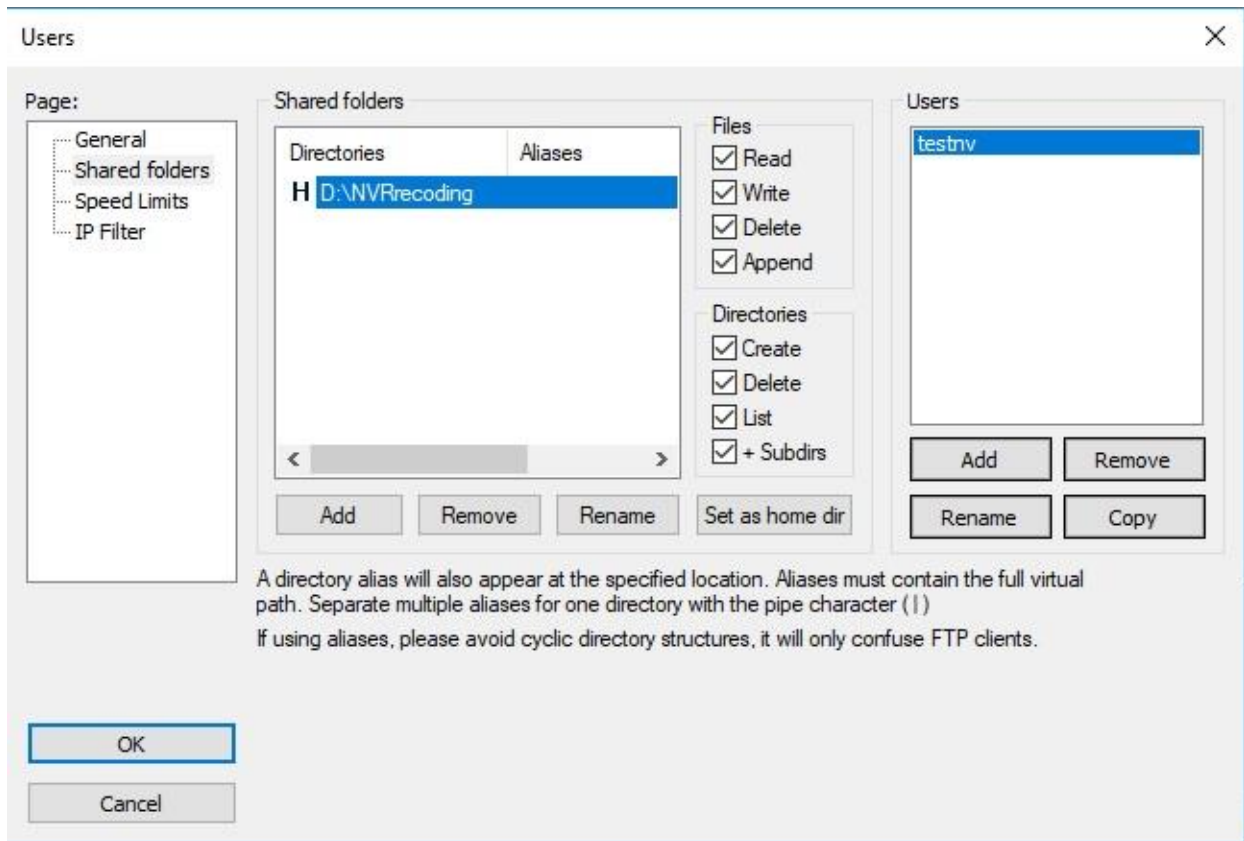 Users
Page:
General
Shared folders
Speed Limits
IP Filter
Shared folders
Directories Aliases
H D:\NVRrecoding
Files
Read
Write
Delete
Append
Directories
Create
Delete
List
+ Subdirs
Add Remove Rename Set as home dir
Users
testnv
Add Remove
Rename Copy
A directory alias will also appear at the specified location. Aliases must contain the full virtual
path. Separate multiple aliases for one directory with the pipe character ( | )
If using aliases, please avoid cyclic directory structures, it will only confuse FTP clients.
OK
Cancel